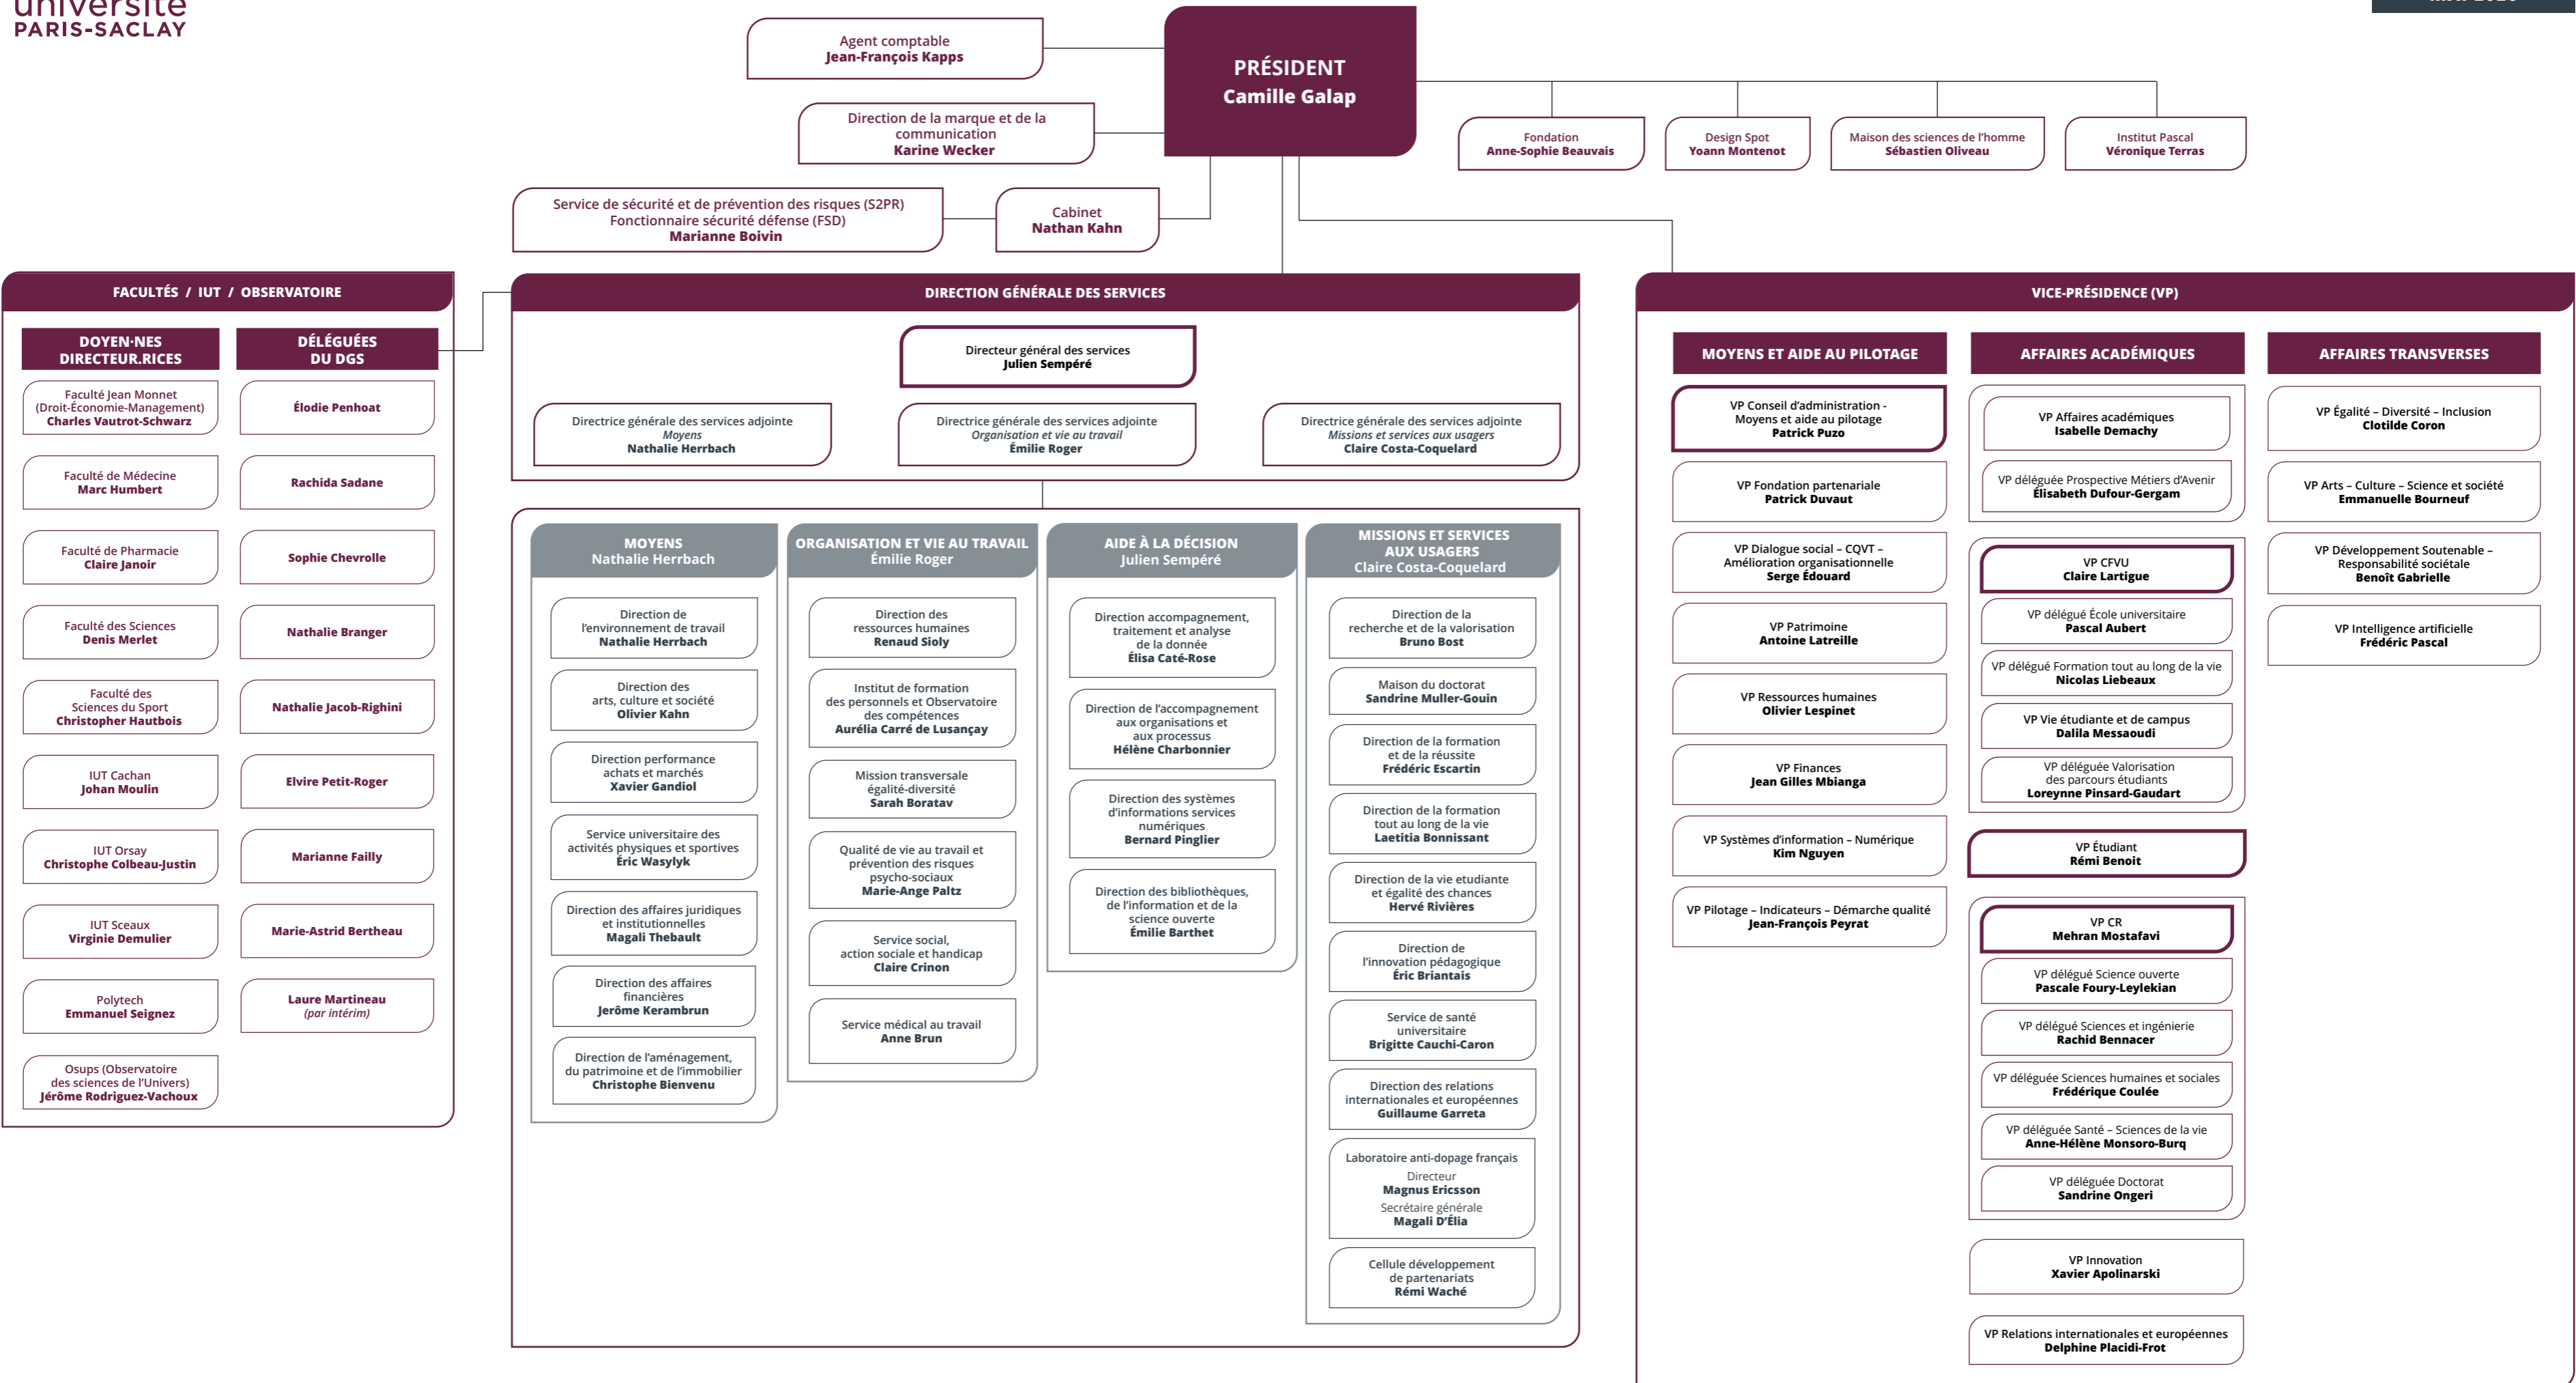 université
PARIS-SACLAY
Agent comptable
Jean-François Kapps
Direction de la marque et de la
communication
Karine Wecker
Service de sécurité et de prévention des risques (S2PR)
Fonctionnaire sécurité défense (FSD)
Marianne Boivin
Cabinet
Nathan Kahn
PRÉSIDENT
Camille Galap
Fondation
Anne-Sophie Beauvais
Design Spot
Yoann Montenot
Maison des sciences de l’homme
Sébastien Oliveau
Institut Pascal
Véronique Terras
FACULTÉS / IUT / OBSERVATOIRE
DOYEN·NES
DIRECTEUR.RICES
Faculté Jean Monnet
(Droit-Économie-Management)
Charles Vautrot-Schwarz
Faculté de Médecine
Marc Humbert
Faculté de Pharmacie
Claire Janoir
Faculté des Sciences
Denis Merlet
Faculté des
Sciences du Sport
Christopher Hautbois
IUT Cachan
Johan Moulin
IUT Orsay
Christophe Colbeau-Justin
IUT Sceaux
Virginie Demulier
Polytech
Emmanuel Seignez
Osups (Observatoire
des sciences de l’Univers)
Jérôme Rodriguez-Vachoux
DÉLÉGUÉES
DU DGS
Élodie Penhoat
Rachida Sadane
Sophie Chevrolle
Nathalie Branger
Nathalie Jacob-Righini
Elvire Petit-Roger
Marianne Failly
Marie-Astrid Bertheau
Laure Martineau
(par intérim)
DIRECTION GÉNÉRALE DES SERVICES
Directeur général des services
Julien Sempéré
Directrice générale des services adjointe
Moyens
Nathalie Herrbach
Directrice générale des services adjointe
Organisation et vie au travail
Émilie Roger
Directrice générale des services adjointe
Missions et services aux usagers
Claire Costa-Coquelard
MOYENS
Nathalie Herrbach
Direction de
l’environnement de travail
Nathalie Herrbach
Direction des
arts, culture et société
Olivier Kahn
Direction performance
achats et marchés
Xavier Gandiol
Service universitaire des
activités physiques et sportives
Éric Wasylyk
Direction des affaires juridiques
et institutionnelles
Magali Thebault
Direction des affaires
financières
Jerôme Kerambrun
Direction de l’aménagement,
du patrimoine et de l’immobilier
Christophe Bienvenu
ORGANISATION ET VIE AU TRAVAIL
Émilie Roger
Direction des
ressources humaines
Renaud Sioly
Institut de formation
des personnels et Observatoire
des compétences
Aurélia Carré de Lusançay
Mission transversale
égalité-diversité
Sarah Boratav
Qualité de vie au travail et
prévention des risques
psycho-sociaux
Marie-Ange Paltz
Service social,
action sociale et handicap
Claire Crinon
Service médical au travail
Anne Brun
AIDE À LA DÉCISION
Julien Sempéré
Direction accompagnement,
traitement et analyse
de la donnée
Élisa Caté-Rose
Direction de l’accompagnement
aux organisations et
aux processus
Hélène Charbonnier
Direction des systèmes
d’informations services
numériques
Bernard Pinglier
Direction des bibliothèques,
de l’information et de la
science ouverte
Émilie Barthet
MISSIONS ET SERVICES
AUX USAGERS
Claire Costa-Coquelard
Direction de la
recherche et de la valorisation
Bruno Bost
Maison du doctorat
Sandrine Muller-Gouin
Direction de la formation
et de la réussite
Frédéric Escartin
Direction de la formation
tout au long de la vie
Laetitia Bonnissant
Direction de la vie etudiante
et égalité des chances
Hervé Rivières
Direction de
l’innovation pédagogique
Éric Briantais
Service de santé
universitaire
Brigitte Cauchi-Caron
Direction des relations
internationales et européennes
Guillaume Garreta
Laboratoire anti-dopage français
Directeur
Magnus Ericsson
Secrétaire générale
Magali D’Élia
Cellule développement
de partenariats
Rémi Waché
VICE-PRÉSIDENCE (VP)
MOYENS ET AIDE AU PILOTAGE
VP Conseil d’administration -
Moyens et aide au pilotage
Patrick Puzo
VP Fondation partenariale
Patrick Duvaut
VP Dialogue social – CQVT –
Amélioration organisationnelle
Serge Édouard
VP Patrimoine
Antoine Latreille
VP Ressources humaines
Olivier Lespinet
VP Finances
Jean Gilles Mbianga
VP Systèmes d’information – Numérique
Kim Nguyen
VP Pilotage – Indicateurs – Démarche qualité
Jean-François Peyrat
AFFAIRES ACADÉMIQUES
VP Affaires académiques
Isabelle Demachy
VP déléguée Prospective Métiers d’Avenir
Élisabeth Dufour-Gergam
VP CFVU
Claire Lartigue
VP délégué École universitaire
Pascal Aubert
VP délégué Formation tout au long de la vie
Nicolas Liebeaux
VP Vie étudiante et de campus
Dalila Messaoudi
VP déléguée Valorisation
des parcours étudiants
Loreynne Pinsard-Gaudart
VP Étudiant
Rémi Benoit
VP CR
Mehran Mostafavi
VP délégué Science ouverte
Pascale Foury-Leylekian
VP délégué Sciences et ingénierie
Rachid Bennacer
VP déléguée Sciences humaines et sociales
Frédérique Coulée
VP déléguée Santé – Sciences de la vie
Anne-Hélène Monsoro-Burq
VP déléguée Doctorat
Sandrine Ongeri
VP Innovation
Xavier Apolinarski
VP Relations internationales et européennes
Delphine Placidi-Frot
AFFAIRES TRANSVERSES
VP Égalité – Diversité – Inclusion
Clotilde Coron
VP Arts – Culture – Science et société
Emmanuelle Bourneuf
VP Développement Soutenable –
Responsabilité sociétale
Benoît Gabrielle
VP Intelligence artificielle
Frédéric Pascal